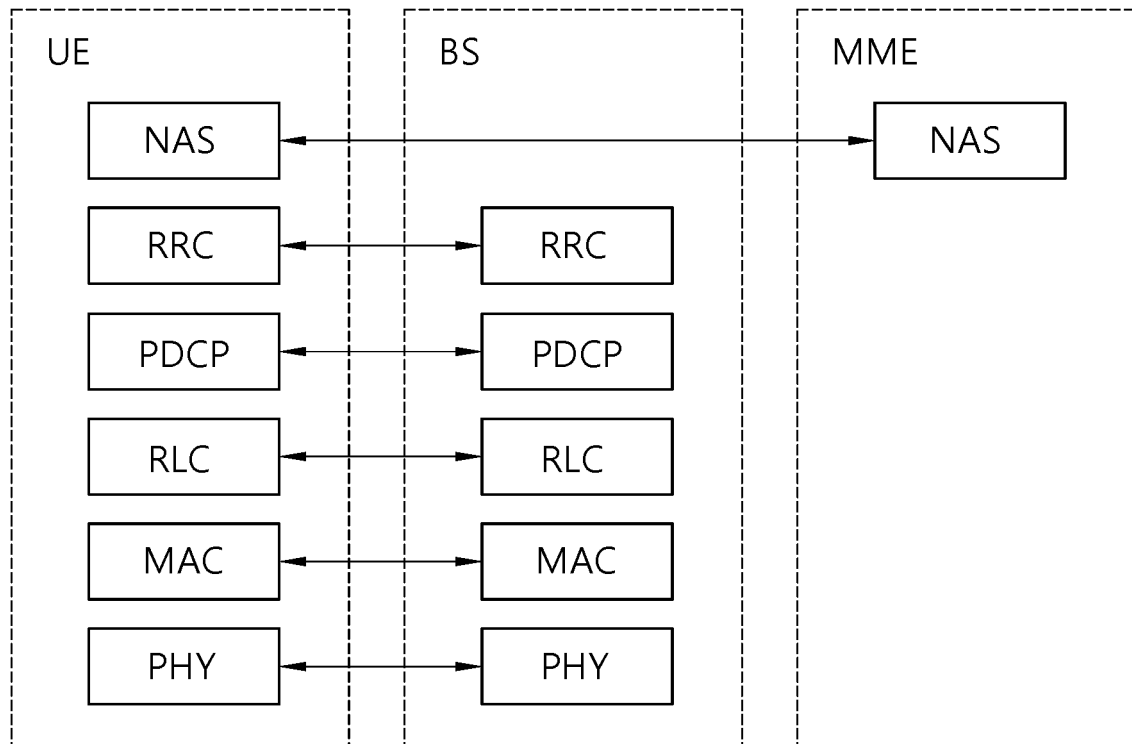 UE BS MME
NAS NAS
RRC RRC
PDCP PDCP
RLC RLC
MAC MAC
PHY PHY